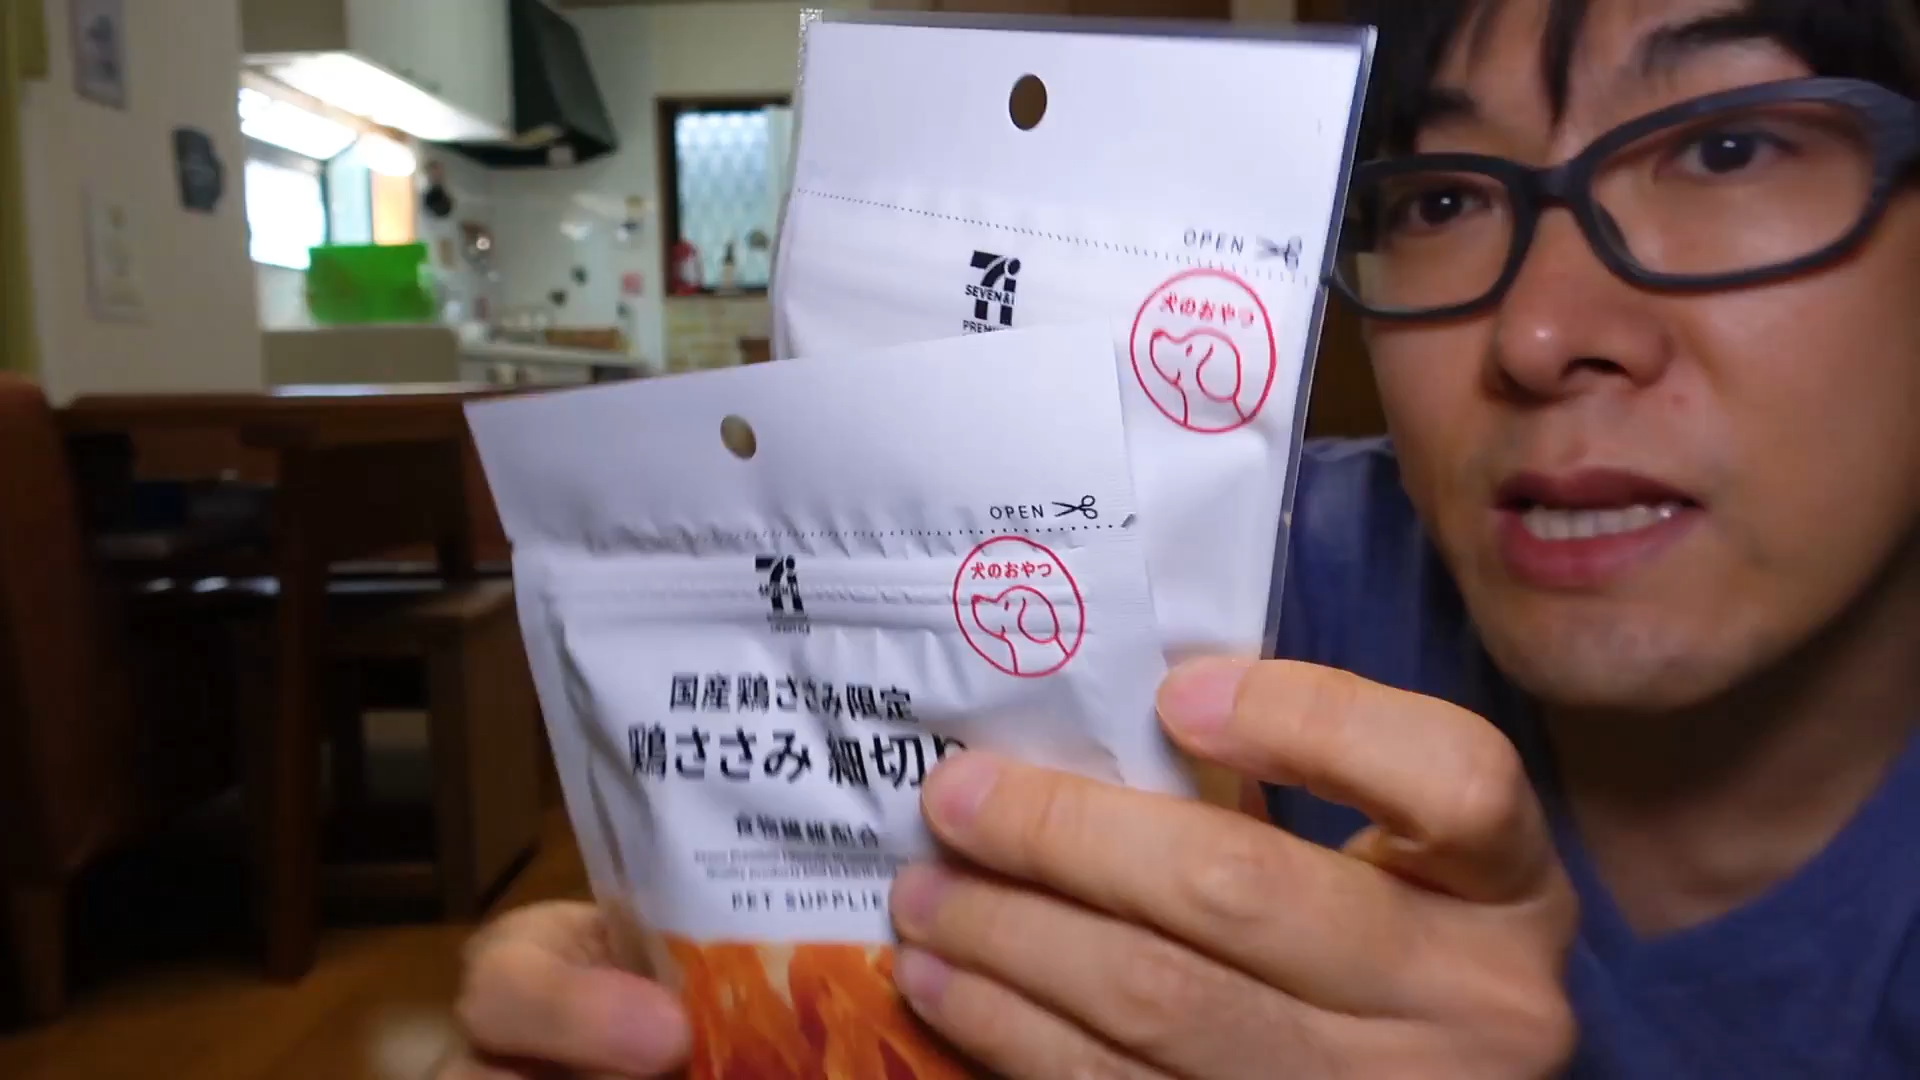 OPEN
SEVEN&i
犬のおやつ
OPEN
犬のおやつ
国産鶏ささみ限定
鶏ささみ 細切り
食物繊維配合
PET SUPPLIE